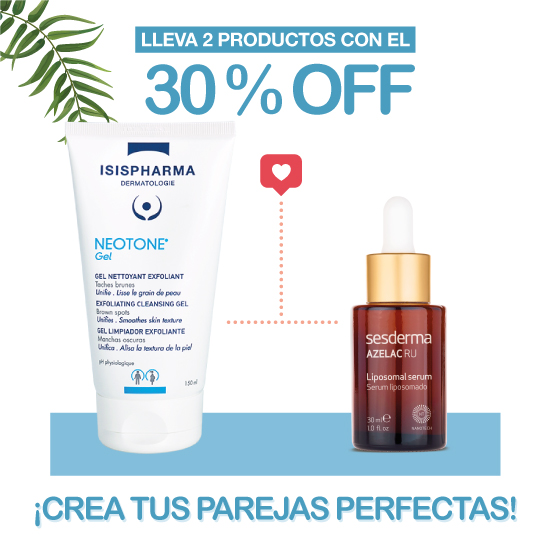 LLEVA 2 PRODUCTOS CON EL
30% OFF
ISISPHARMA
DERMATOLOGIE
NEOTONE®
Gel
GEL NETTOYANT EXFOLIANT
Taches brunes
Unifie . Lisse le grain de peau
EXFOLIATING CLEANSING GEL
Brown spots
Unifies . Smoothes skin texture
GEL LIMPIADOR EXFOLIANTE
Manchas oscuras
Unifica . Alisa la textura de la piel
pH physiologique
150 ml
sesderma
AZELAC RU
Liposomal serum
Serum liposomado
30 ml ℮
1.0 fl.oz
¡CREA TUS PAREJAS PERFECTAS!